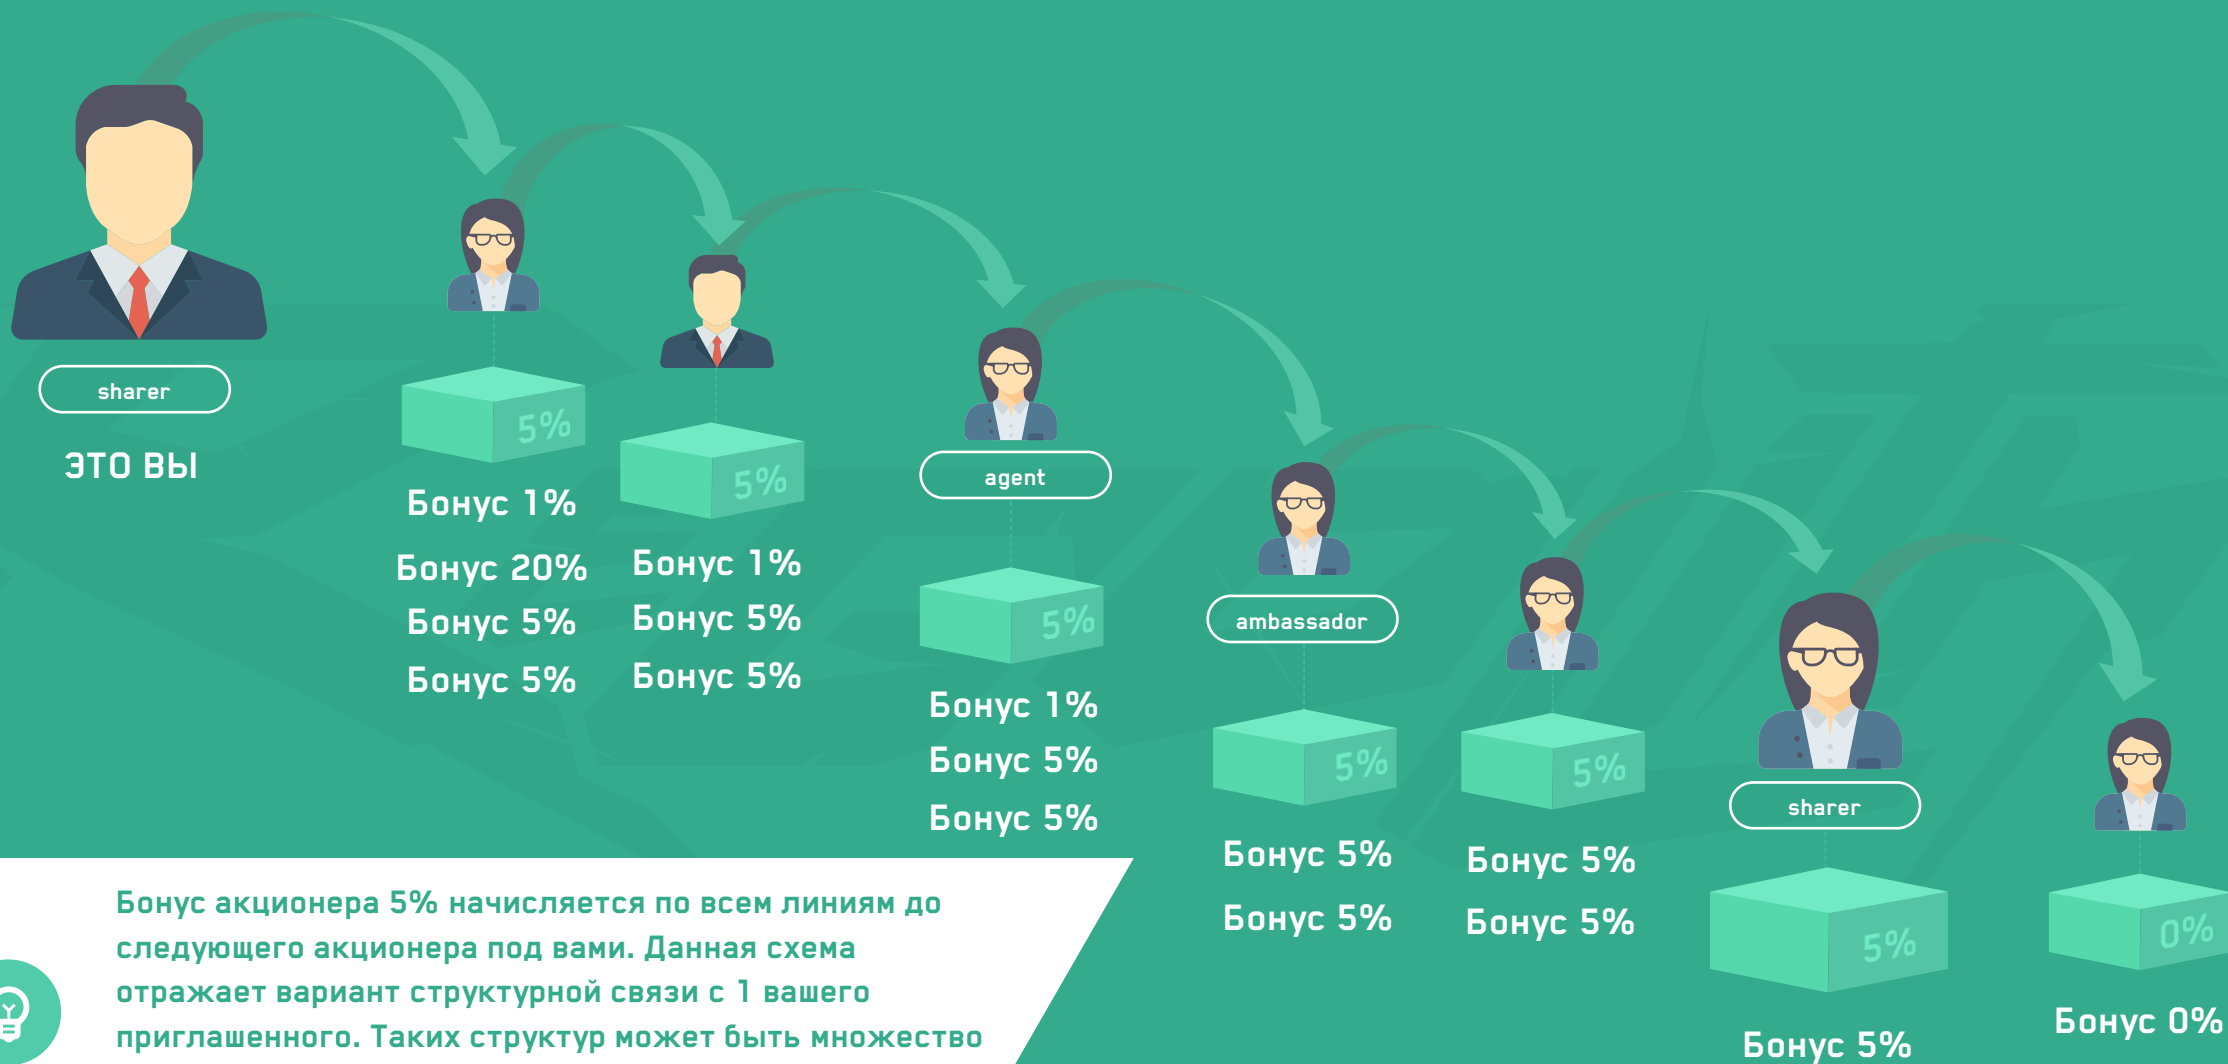 sharer
ЭТО ВЫ
5%
Бонус 1%
Бонус 20%
Бонус 5%
Бонус 5%
5%
Бонус 1%
Бонус 5%
Бонус 5%
agent
5%
Бонус 1%
Бонус 5%
Бонус 5%
ambassador
5%
Бонус 5%
Бонус 5%
5%
Бонус 5%
Бонус 5%
sharer
5%
Бонус 5%
0%
Бонус 0%
Бонус акционера 5% начисляется по всем линиям до
следующего акционера под вами. Данная схема
отражает вариант структурной связи с 1 вашего
приглашенного. Таких структур может быть множество